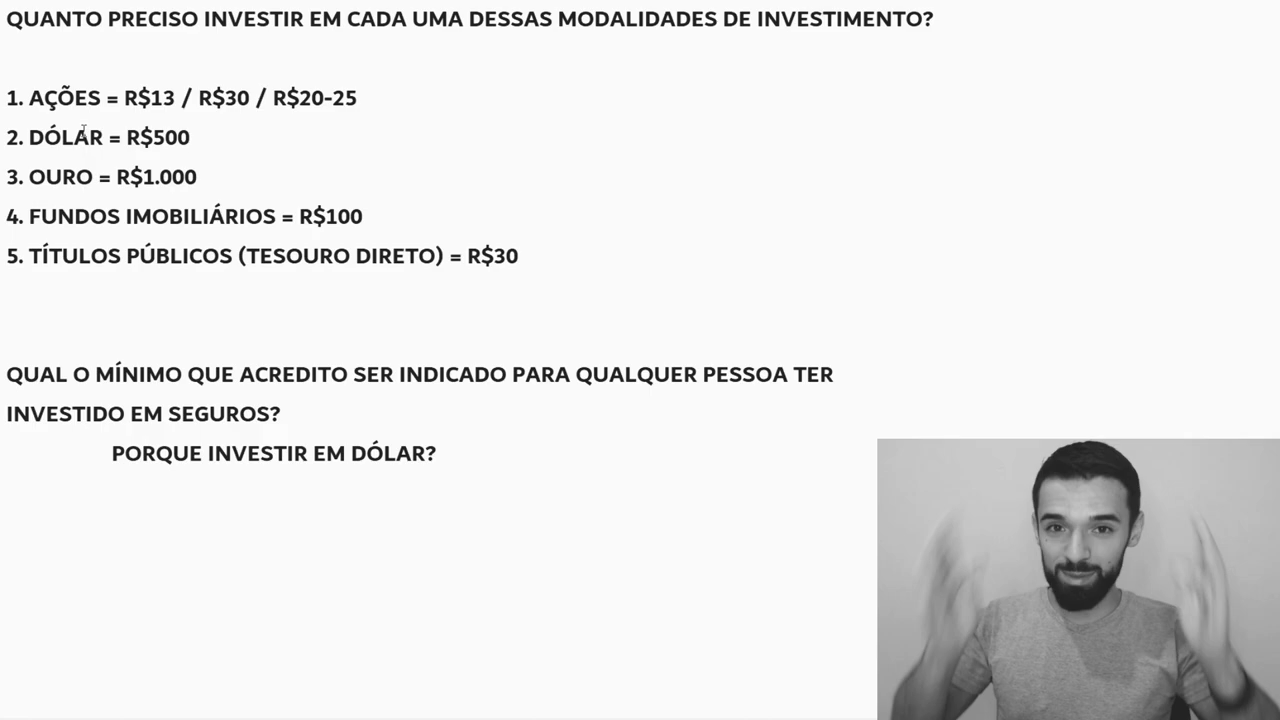 QUANTO PRECISO INVESTIR EM CADA UMA DESSAS MODALIDADES DE INVESTIMENTO?
1. AÇÕES = R$13 / R$30 / R$20-25
2. DÓLAR = R$500
3. OURO = R$1.000
4. FUNDOS IMOBILIÁRIOS = R$100
5. TÍTULOS PÚBLICOS (TESOURO DIRETO) = R$30
QUAL O MÍNIMO QUE ACREDITO SER INDICADO PARA QUALQUER PESSOA TER
INVESTIDO EM SEGUROS?
PORQUE INVESTIR EM DÓLAR?